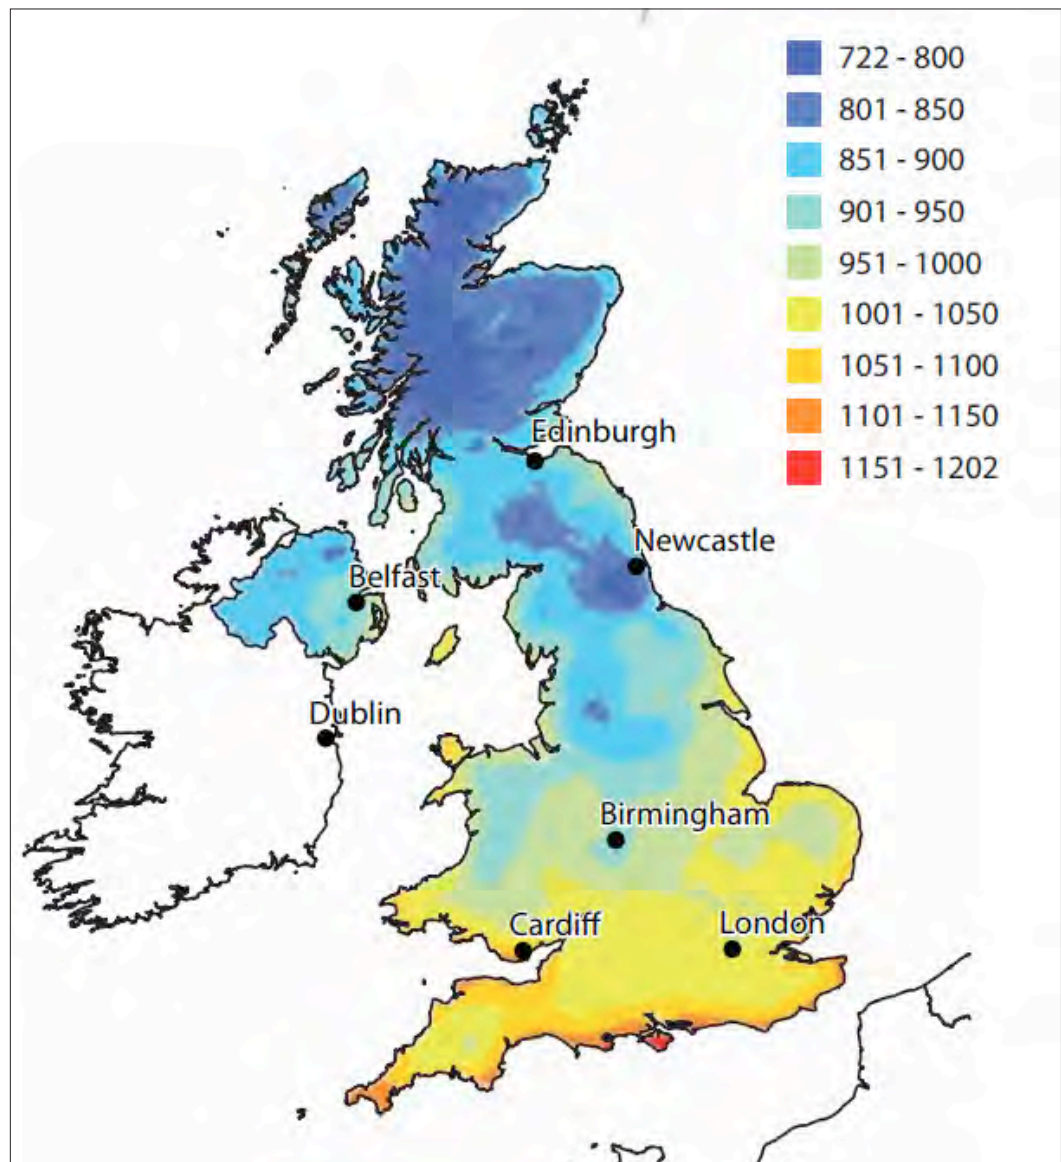 722 - 800
801 - 850
851 - 900
901 - 950
951 - 1000
1001 - 1050
1051 - 1100
1101 - 1150
1151 - 1202
Edinburgh
Newcastle
Belfast
Dublin
Birmingham
Cardiff
London